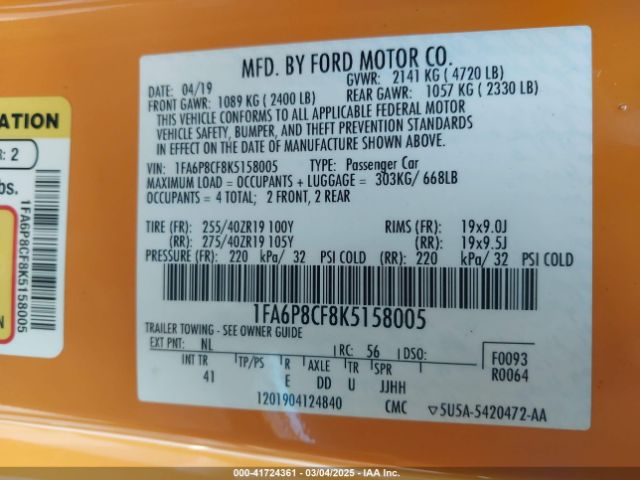 MFD. BY FORD MOTOR CO.
DATE: 04/19
GVWR: 2141 KG ( 4720 LB)
FRONT GAWR: 1089 KG ( 2400 LB)
REAR GAWR: 1057 KG ( 2330 LB)
THIS VEHICLE CONFORMS TO ALL APPLICABLE FEDERAL MOTOR
VEHICLE SAFETY, BUMPER, AND THEFT PREVENTION STANDARDS
IN EFFECT ON THE DATE OF MANUFACTURE SHOWN ABOVE.
VIN: 1FA6P8CF8K5158005 TYPE: Passenger Car
MAXIMUM LOAD = OCCUPANTS + LUGGAGE = 303KG/ 668LB
OCCUPANTS = 4 TOTAL; 2 FRONT, 2 REAR
TIRE (FR): 255/40ZR19 100Y RIMS (FR): 19x9.0J
(RR): 275/40ZR19 105Y (RR): 19x9.5J
PRESSURE (FR): 220 kPa/ 32 PSI COLD (RR): 220 kPa/ 32 PSI COLD
1FA6P8CF8K5158005
TRAILER TOWING - SEE OWNER GUIDE
EXT PNT: NL RC: 56 DSO:
F0093
R0064
INT TR TP/PS R AXLE TR SPR
41 E DD U JJHH
1201904124840 CMC ▽5U5A-5420472-AA
ATION
R: 2
bs.
1FA6P8CF8K5158005
N
000-41724361 - 03/04/2025 - IAA Inc.